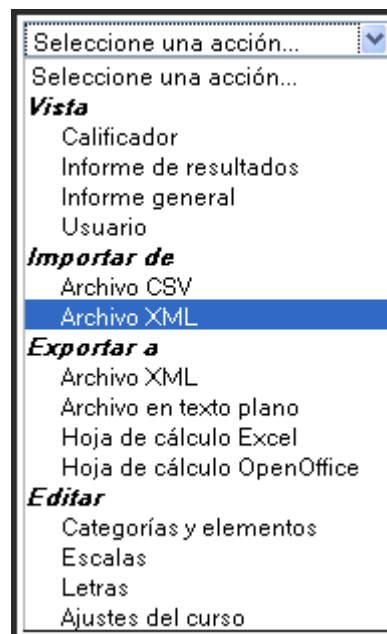 Seleccione una acción...
Seleccione una acción...
Vista
Calificador
Informe de resultados
Informe general
Usuario
Importar de
Archivo CSV
Archivo XML
Exportar a
Archivo XML
Archivo en texto plano
Hoja de cálculo Excel
Hoja de cálculo OpenOffice
Editar
Categorías y elementos
Escalas
Letras
Ajustes del curso